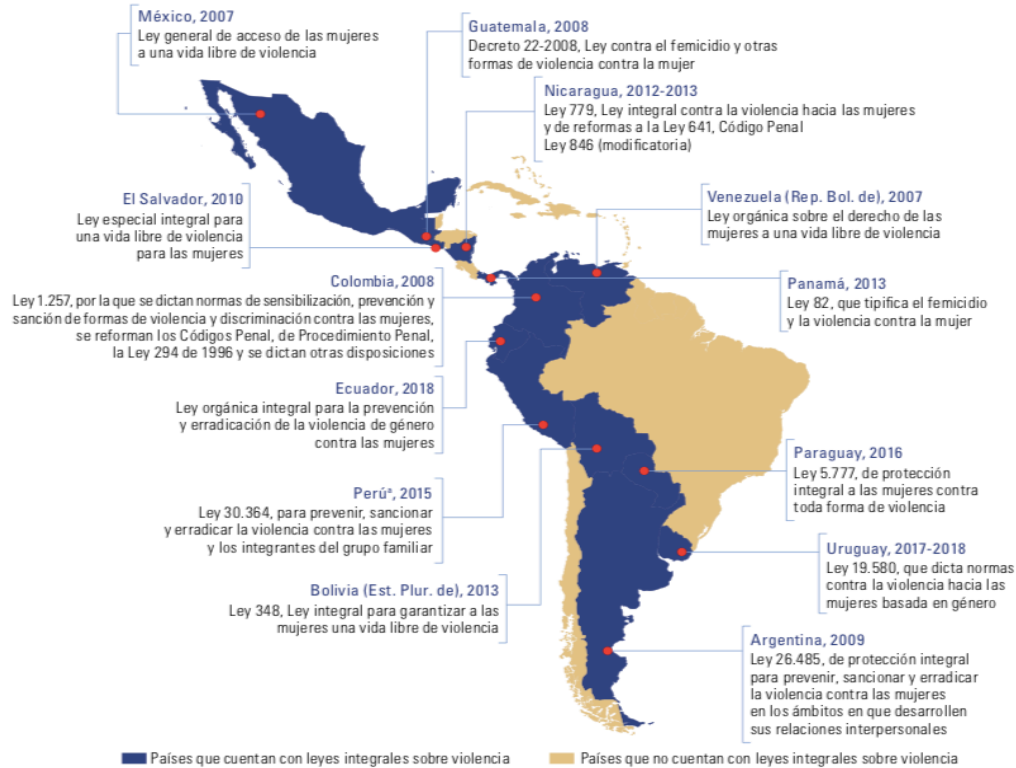 México, 2007
Ley general de acceso de las mujeres
a una vida libre de violencia
Guatemala, 2008
Decreto 22-2008, Ley contra el femicidio y otras
formas de violencia contra la mujer
Nicaragua, 2012-2013
Ley 779, Ley integral contra la violencia hacia las mujeres
y de reformas a la Ley 641, Código Penal
Ley 846 (modificatoria)
El Salvador, 2010
Ley especial integral para
una vida libre de violencia
para las mujeres
Venezuela (Rep. Bol. de), 2007
Ley orgánica sobre el derecho de las
mujeres a una vida libre de violencia
Colombia, 2008
Ley 1.257, por la que se dictan normas de sensibilización, prevención y
sanción de formas de violencia y discriminación contra las mujeres,
se reforman los Códigos Penal, de Procedimiento Penal,
la Ley 294 de 1996 y se dictan otras disposiciones
Panamá, 2013
Ley 82, que tipifica el femicidio
y la violencia contra la mujer
Ecuador, 2018
Ley orgánica integral para la prevención
y erradicación de la violencia de género
contra las mujeres
Paraguay, 2016
Ley 5.777, de protección
integral a las mujeres contra
toda forma de violencia
Perúª, 2015
Ley 30.364, para prevenir, sancionar
y erradicar la violencia contra las mujeres
y los integrantes del grupo familiar
Uruguay, 2017-2018
Ley 19.580, que dicta normas
contra la violencia hacia las
mujeres basada en género
Bolivia (Est. Plur. de), 2013
Ley 348, Ley integral para garantizar a las
mujeres una vida libre de violencia
Argentina, 2009
Ley 26.485, de protección integral
para prevenir, sancionar y erradicar
la violencia contra las mujeres
en los ámbitos en que desarrollen
sus relaciones interpersonales
Países que cuentan con leyes integrales sobre violencia
Países que no cuentan con leyes integrales sobre violencia